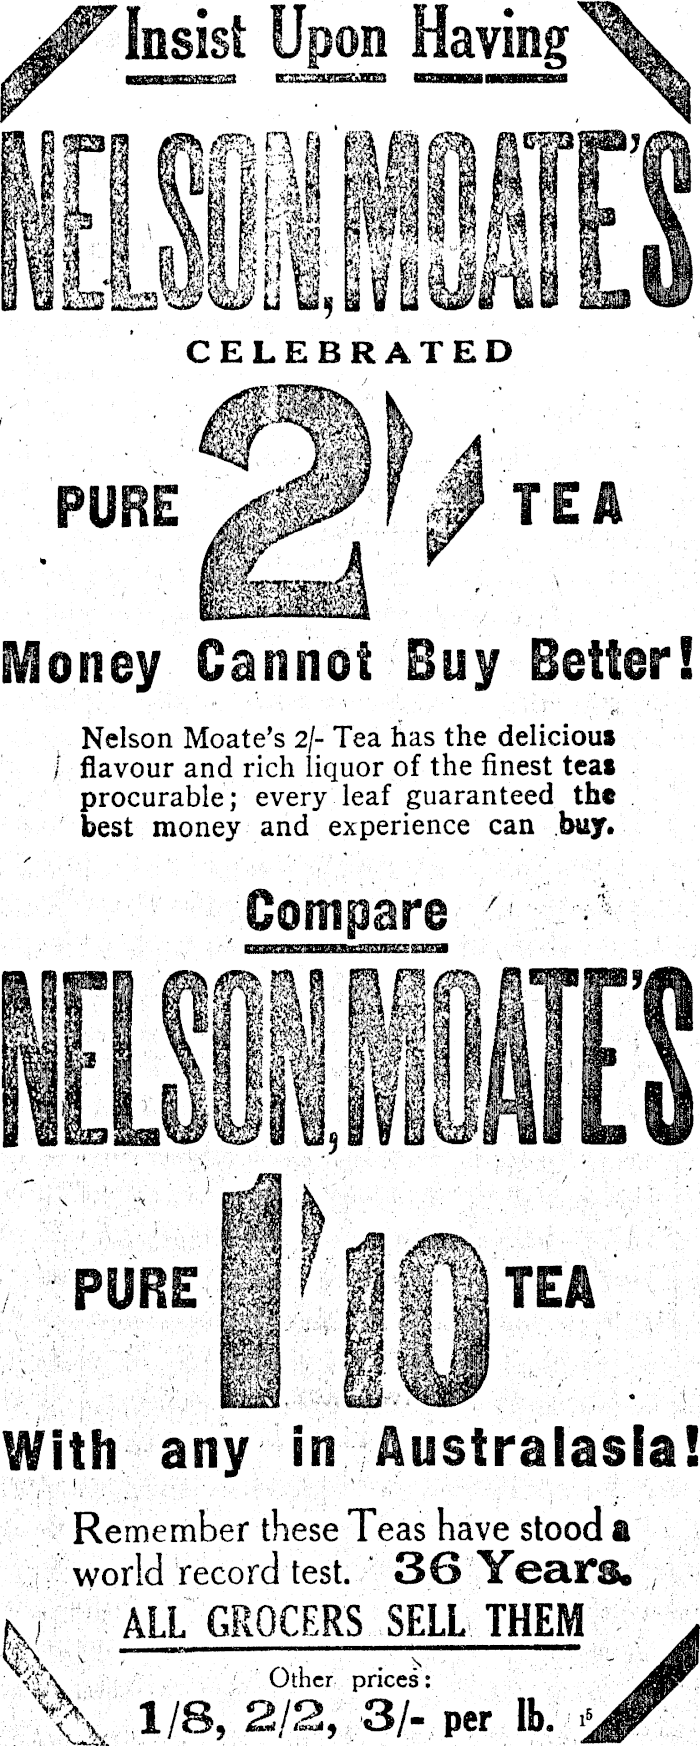 Insist Upon Having
NELSON, MOATE'S
CELEBRATED
PURE 2/- TEA
Money Cannot Buy Better!
Nelson Moate's 2/- Tea has the delicious
flavour and rich liquor of the finest teas
procurable; every leaf guaranteed the
best money and experience can buy.
Compare
NELSON, MOATE'S
PURE 1/10 TEA
With any in Australasia!
Remember these Teas have stood a
world record test. 36 Years.
ALL GROCERS SELL THEM
Other prices:
1/8, 2/2, 3/- per lb. 15